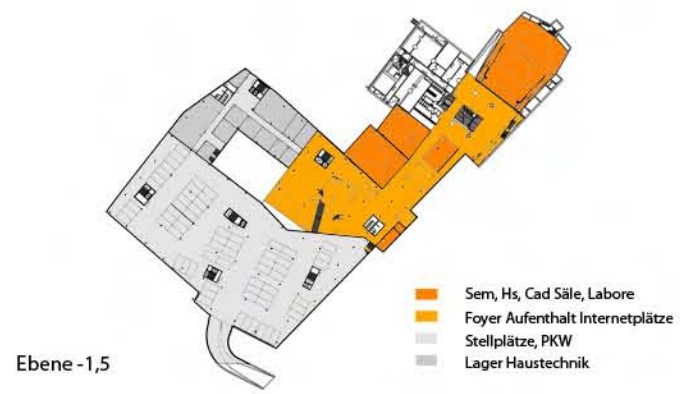 Sem, Hs, Cad Säle, Labore
Foyer Aufenthalt Internetplätze
Stellplätze, PKW
Lager Haustechnik
Ebene -1,5